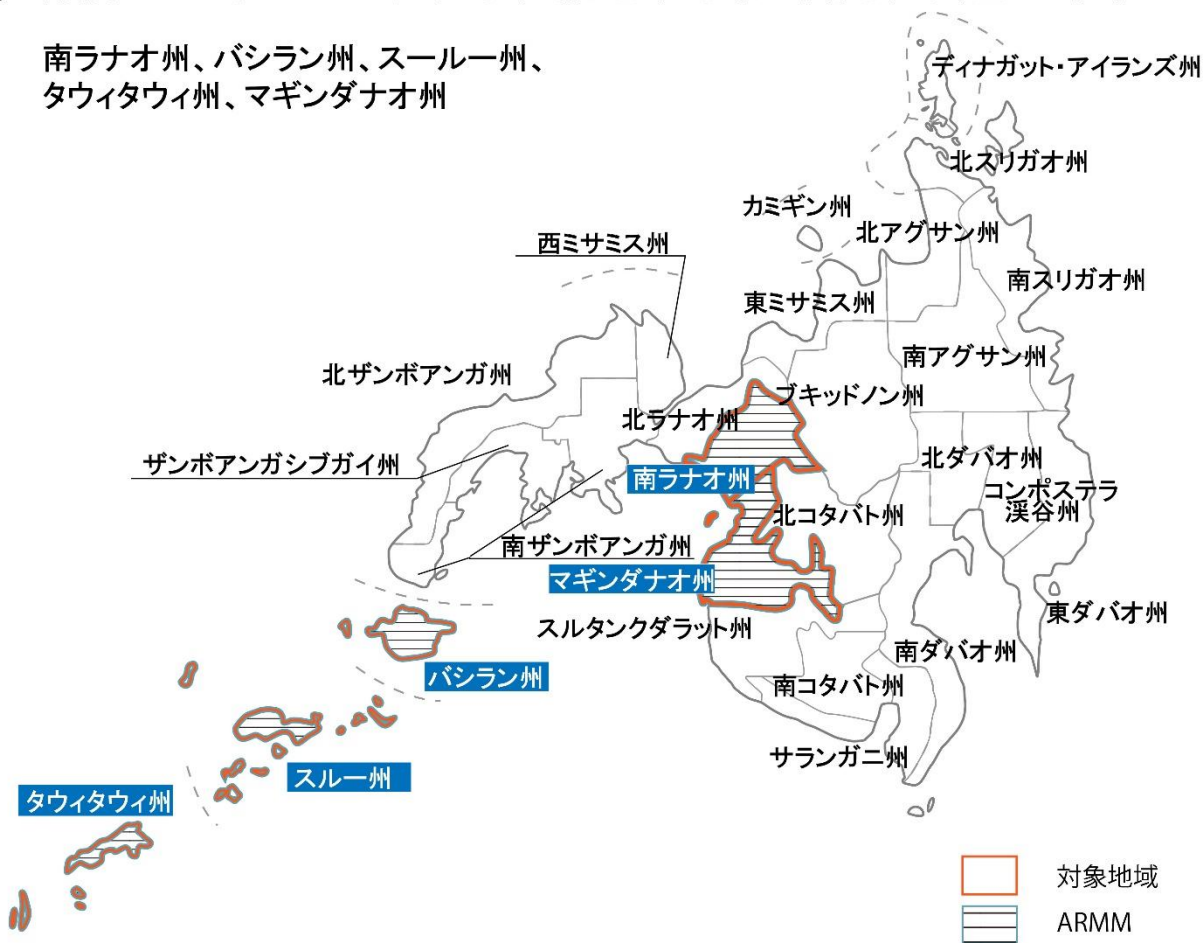 南ラナオ州、バシラン州、スールー州、
タウィタウィ州、マギンダナオ州
ディナガット・アイランズ州
北スリガオ州
カミギン州
北アグサン州
西ミサミス州
南スリガオ州
東ミサミス州
南アグサン州
北ザンボアンガ州
ブキッドノン州
北ラナオ州
ザンボアンガシブガイ州
南ラナオ州
北ダバオ州
コンポステラ
渓谷州
北コタバト州
南ザンボアンガ州
マギンダナオ州
東ダバオ州
スルタンクダラット州
南ダバオ州
バシラン州
南コタバト州
サランガニ州
スルー州
タウィタウィ州
対象地域
ARMM